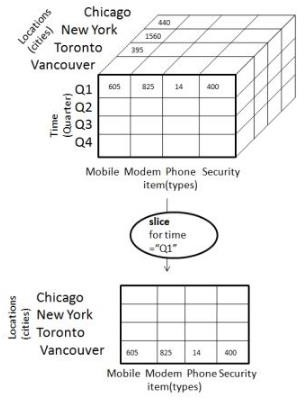 Locations
(cities)
Chicago
New York
Toronto
Vancouver
440
1560
395
Time
(Quarter)
Q1 605 825 14 400
Q2
Q3
Q4
Mobile Modem Phone Security
item(types)
slice
for time
="Q1"
Locations
(cities)
Chicago
New York
Toronto
Vancouver 605 825 14 400
Mobile Modem Phone Security
item(types)